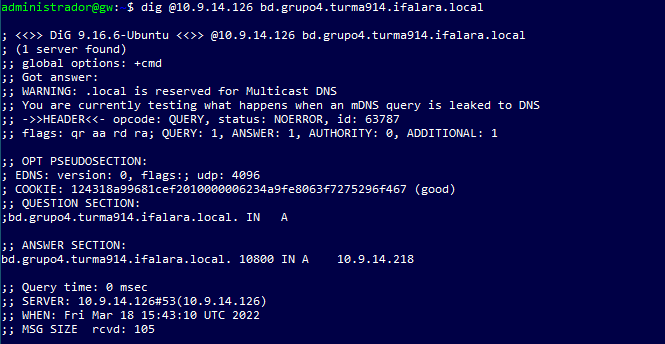 administrador@gw:~$ dig @10.9.14.126 bd.grupo4.turma914.ifalara.local

; <<>> DiG 9.16.6-Ubuntu <<>> @10.9.14.126 bd.grupo4.turma914.ifalara.local
; (1 server found)
;; global options: +cmd
;; Got answer:
;; WARNING: .local is reserved for Multicast DNS
;; You are currently testing what happens when an mDNS query is leaked to DNS
;; ->>HEADER<<- opcode: QUERY, status: NOERROR, id: 63787
;; flags: qr aa rd ra; QUERY: 1, ANSWER: 1, AUTHORITY: 0, ADDITIONAL: 1

;; OPT PSEUDOSECTION:
; EDNS: version: 0, flags:; udp: 4096
; COOKIE: 124318a99681cef2010000006234a9fe8063f7275296f467 (good)
;; QUESTION SECTION:
;bd.grupo4.turma914.ifalara.local. IN   A

;; ANSWER SECTION:
bd.grupo4.turma914.ifalara.local. 10800 IN A    10.9.14.218

;; Query time: 0 msec
;; SERVER: 10.9.14.126#53(10.9.14.126)
;; WHEN: Fri Mar 18 15:43:10 UTC 2022
;; MSG SIZE  rcvd: 105